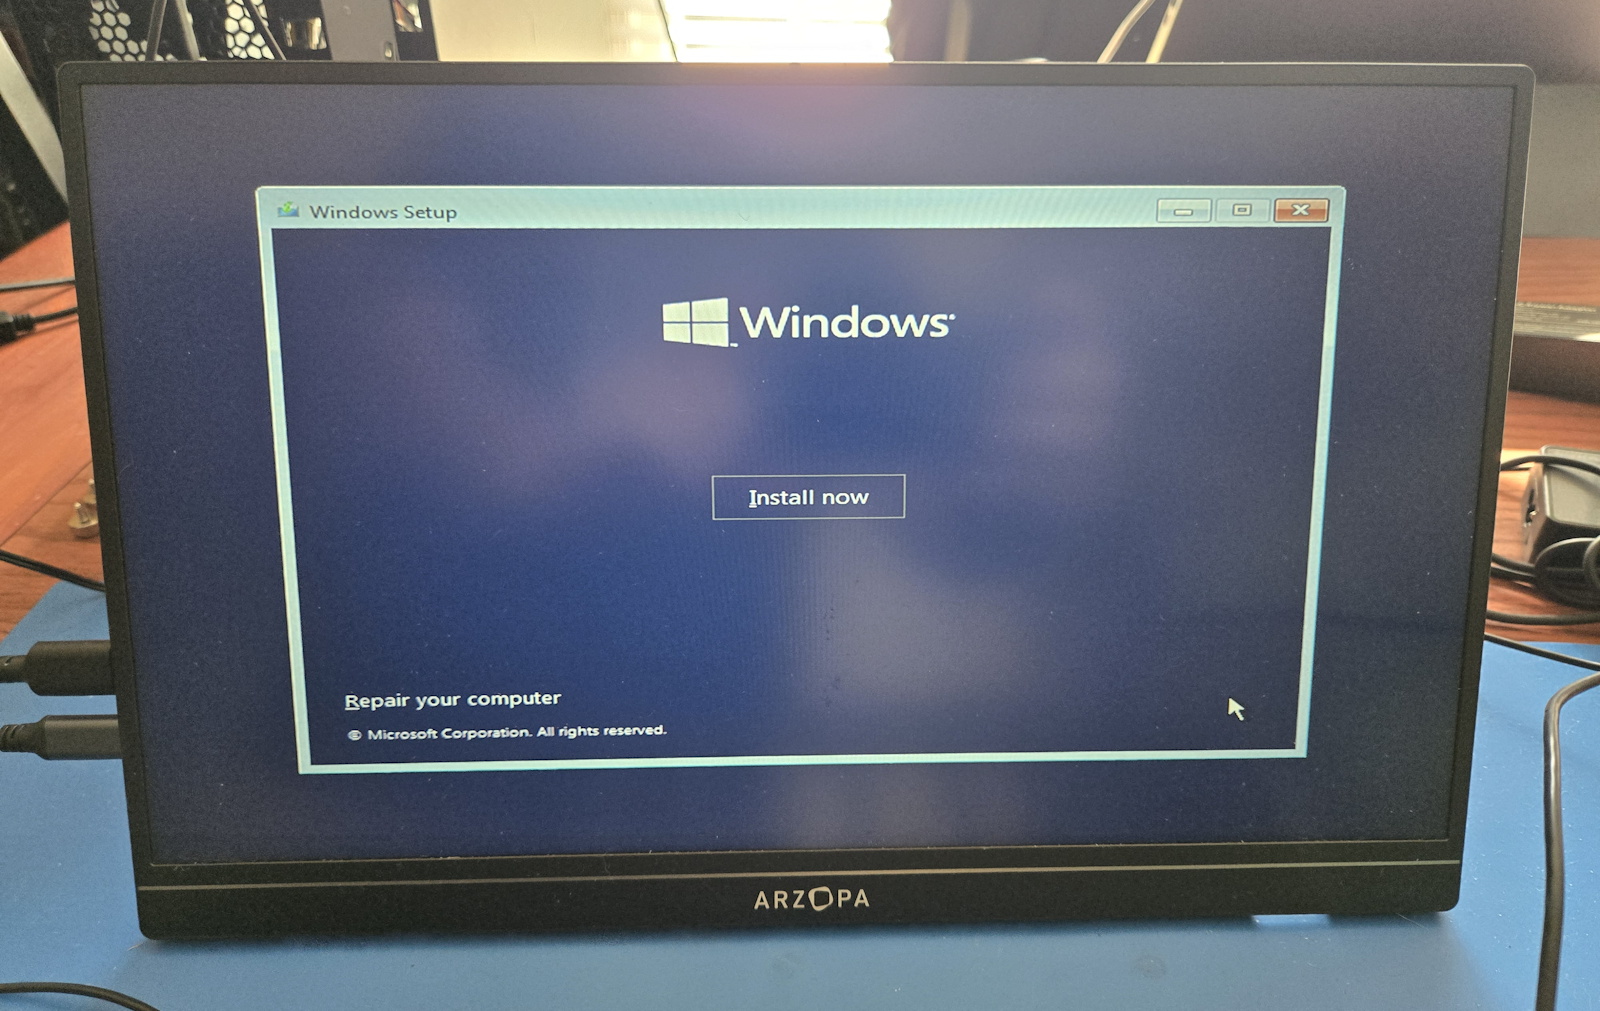 Windows Setup
Windows
Install now
Repair your computer
© Microsoft Corporation. All rights reserved.
ARZOPA